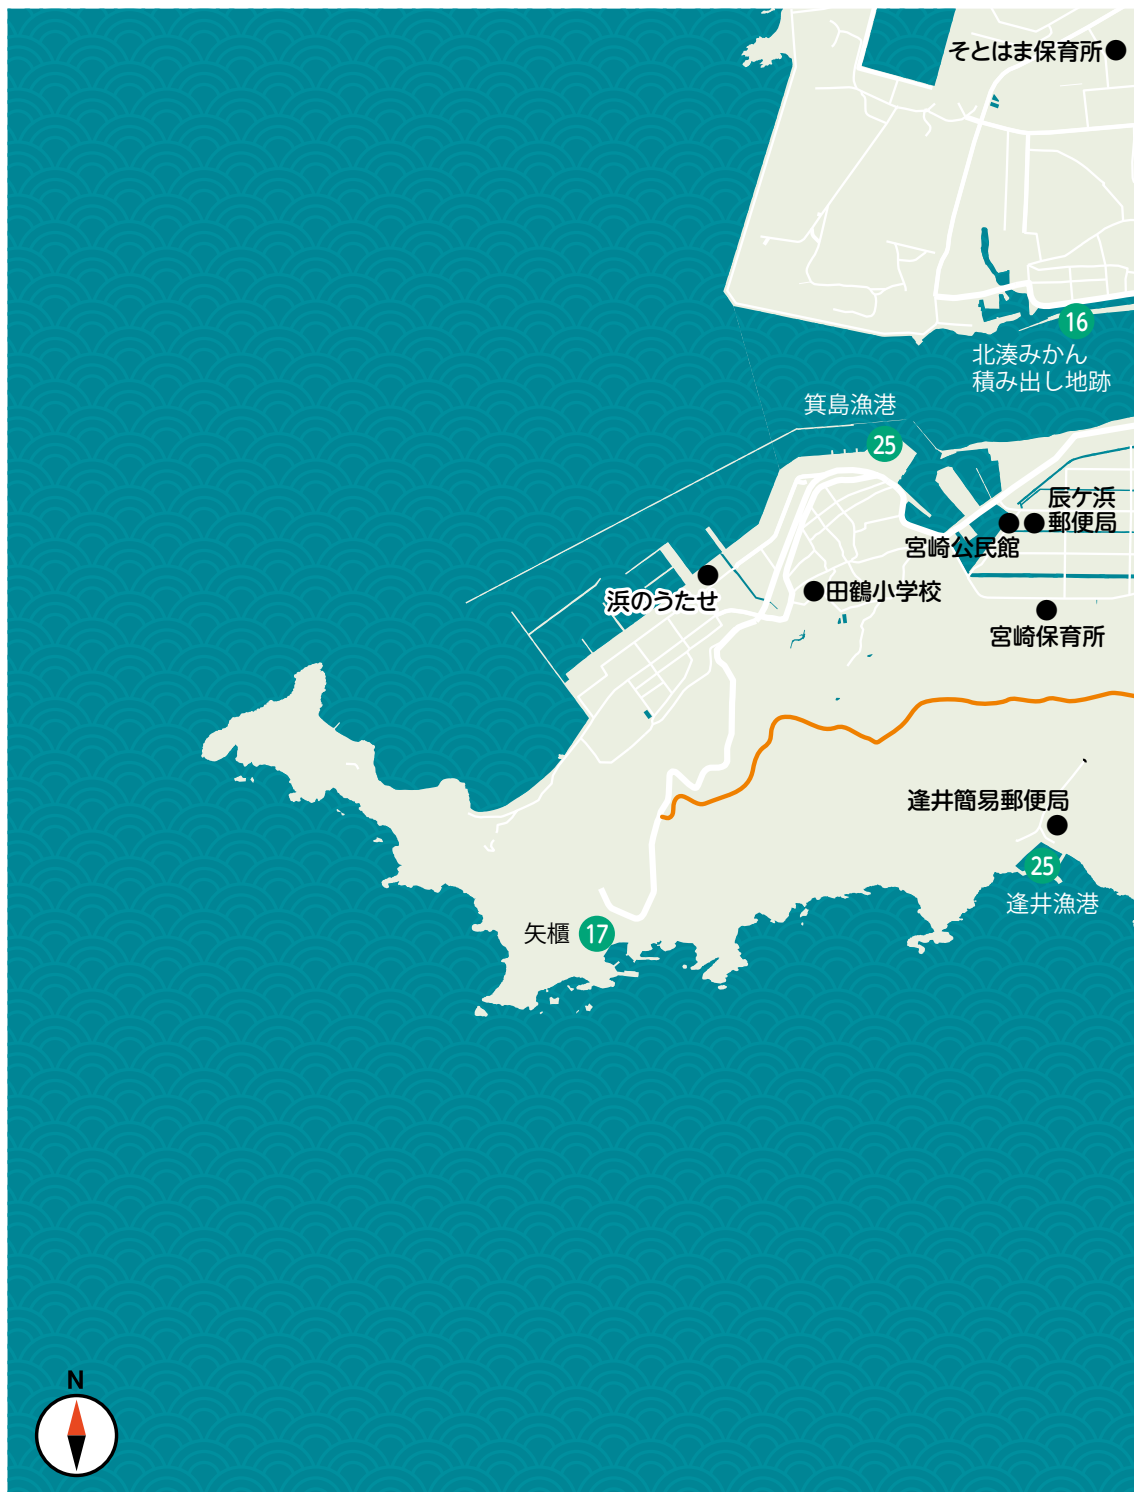 そとはま保育所
16
北湊みかん
積み出し地跡
箕島漁港
25
辰ケ浜
郵便局
宮崎公民館
浜のうたせ
田鶴小学校
宮崎保育所
逢井簡易郵便局
25
逢井漁港
矢櫃
17
N